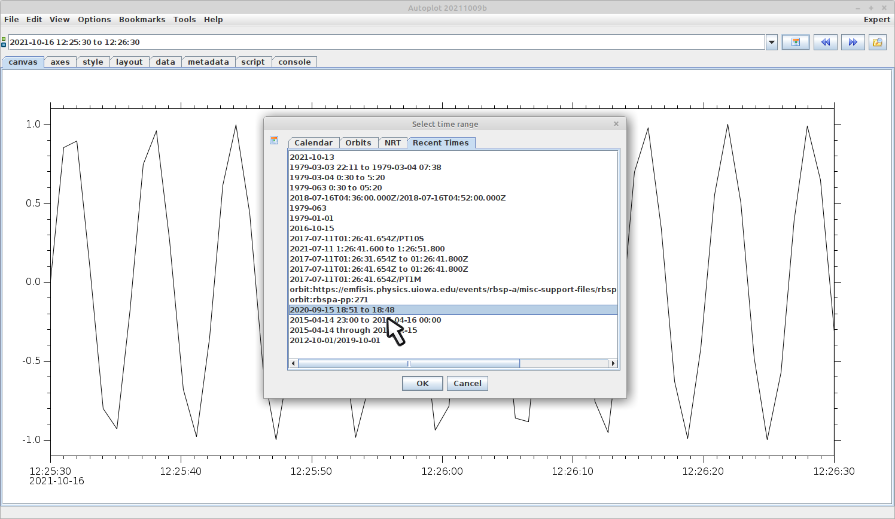 Autoplot 20211009b
File Edit View Options Bookmarks Tools Help Expert
2021-10-16 12:25:30 to 12:26:30
canvas axes style layout data metadata script console
Select time range
Calendar Orbits NRT Recent Times
2021-10-13
1979-03-03 22:11 to 1979-03-04 07:38
1979-03-04 0:30 to 5:20
1979-063 0:30 to 05:20
2018-07-16T04:36:00.000Z/2018-07-16T04:52:00.000Z
1979-063
1979-01-01
2016-10-15
2017-07-11T01:26:41.654Z/PT10S
2021-07-11 1:26:41.600 to 1:26:51.800
2017-07-11T01:26:31.654Z to 01:26:41.800Z
2017-07-11T01:26:41.654Z to 01:26:41.800Z
2017-07-11T01:26:41.654Z/PT1M
orbit:https://emfisis.physics.uiowa.edu/events/rbsp-a/misc-support-files/rbsp
orbit:rbspa-pp:271
2020-09-15 18:51 to 18:48
2015-04-14 23:00 to -04-16 00:00
2015-04-14 through -15
2012-10-01/2019-10-01
OK Cancel
1.0
0.5
0.0
-0.5
-1.0
12:25:30 12:25:40 12:25:50 12:26:00 12:26:10 12:26:20 12:26:30
2021-10-16